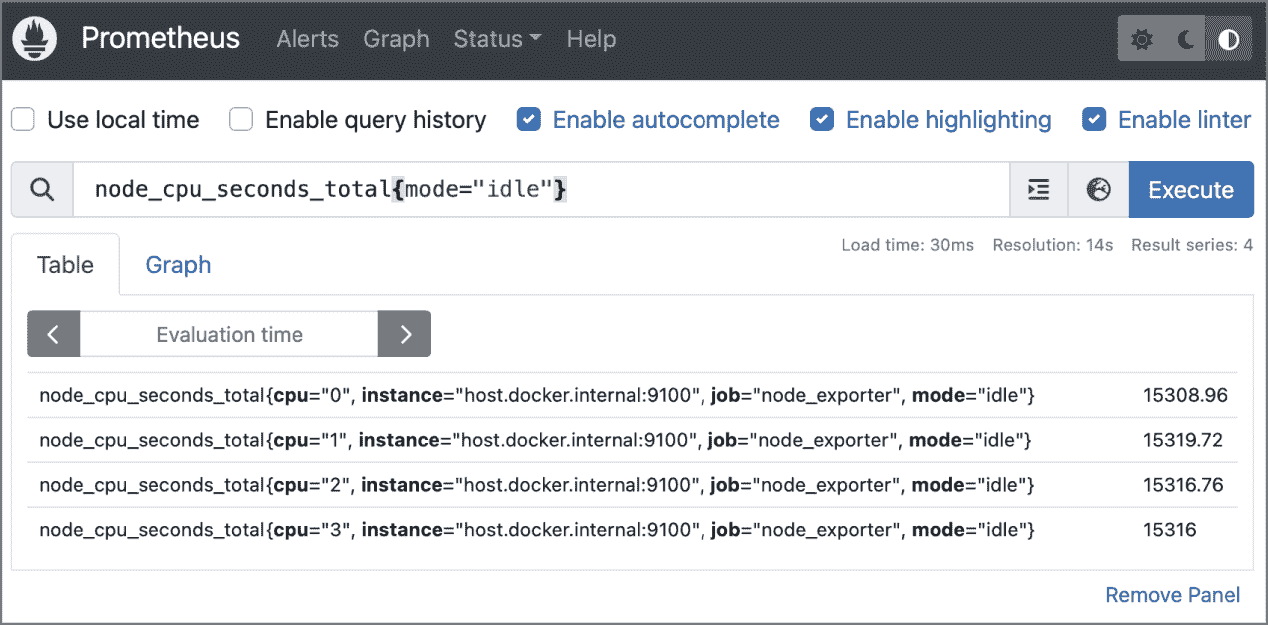 Prometheus Alerts Graph Status Help
Use local time Enable query history Enable autocomplete Enable highlighting Enable linter
node_cpu_seconds_total{mode="idle"} Execute
Load time: 30ms Resolution: 14s Result series: 4
Table Graph
Evaluation time
node_cpu_seconds_total{cpu="0", instance="host.docker.internal:9100", job="node_exporter", mode="idle"} 15308.96
node_cpu_seconds_total{cpu="1", instance="host.docker.internal:9100", job="node_exporter", mode="idle"} 15319.72
node_cpu_seconds_total{cpu="2", instance="host.docker.internal:9100", job="node_exporter", mode="idle"} 15316.76
node_cpu_seconds_total{cpu="3", instance="host.docker.internal:9100", job="node_exporter", mode="idle"} 15316
Remove Panel